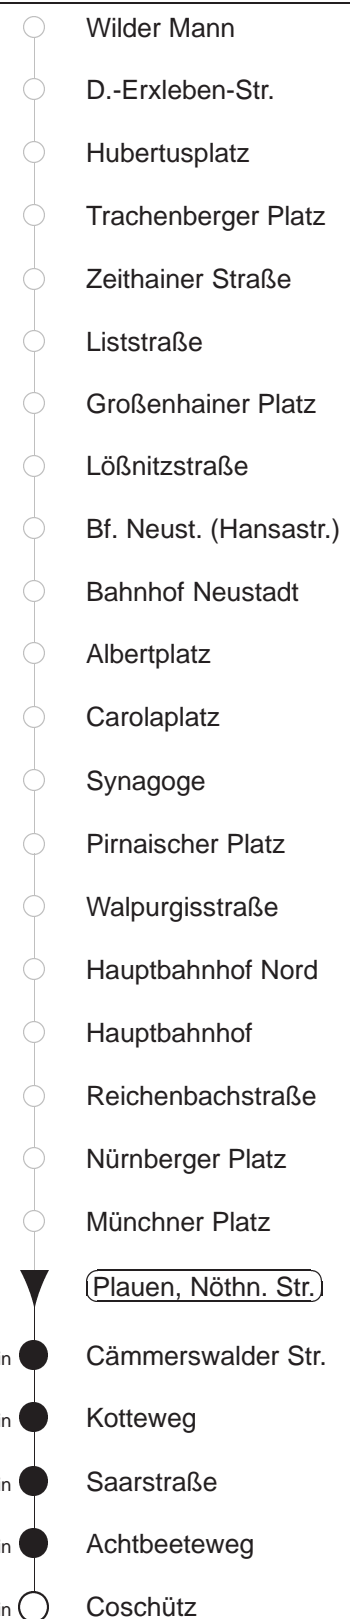 Wilder Mann
D.-Erxleben-Str.
Hubertusplatz
Trachenberger Platz
Zeithainer Straße
Liststraße
Großenhainer Platz
Lößnitzstraße
Bf. Neust. (Hansastr.)
Bahnhof Neustadt
Albertplatz
Carolaplatz
Synagoge
Pirnaischer Platz
Walpurgisstraße
Hauptbahnhof Nord
Hauptbahnhof
Reichenbachstraße
Nürnberger Platz
Münchner Platz
Plauen, Nöthn. Str.
Cämmerswalder Str.
Kotteweg
Saarstraße
Achtbeeteweg
Coschütz